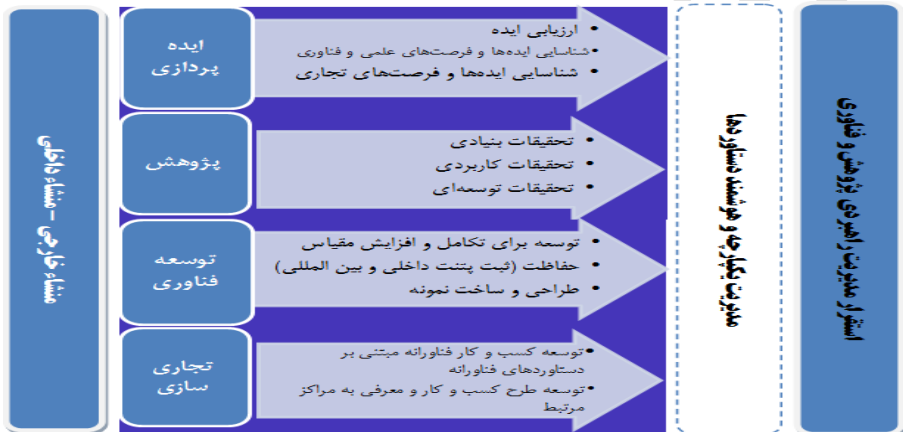 استقرار مدیریت راهبردی پژوهش و فناوری
مدیریت یکپارچه و هوشمند دستاوردها
ایده
پردازی
• ارزیابی ایده
• شناسایی ایده‌ها و فرصت‌های علمی و فناوری
• شناسایی ایده‌ها و فرصت‌های تجاری
پژوهش
• تحقیقات بنیادی
• تحقیقات کاربردی
• تحقیقات توسعه‌ای
توسعه
فناوری
• توسعه برای تکامل و افزایش مقیاس
• حفاظت (ثبت پتنت داخلی و بین المللی)
• طراحی و ساخت نمونه
تجاری
سازی
• توسعه کسب و کار فناورانه مبتنی بر
دستاوردهای فناورانه
• توسعه طرح کسب و کار و معرفی به مراکز
مرتبط
منشاء خارجی – منشاء داخلی